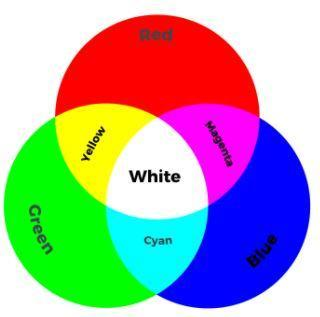 Red
Yellow
Magenta
White
Green
Cyan
Blue